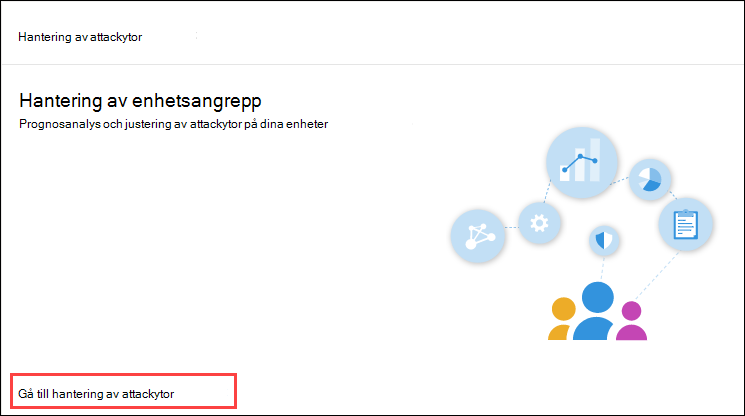 Hantering av attackytor
Hantering av enhetsangrepp
Prognosanalys och justering av attackytor på dina enheter
Gå till hantering av attackytor